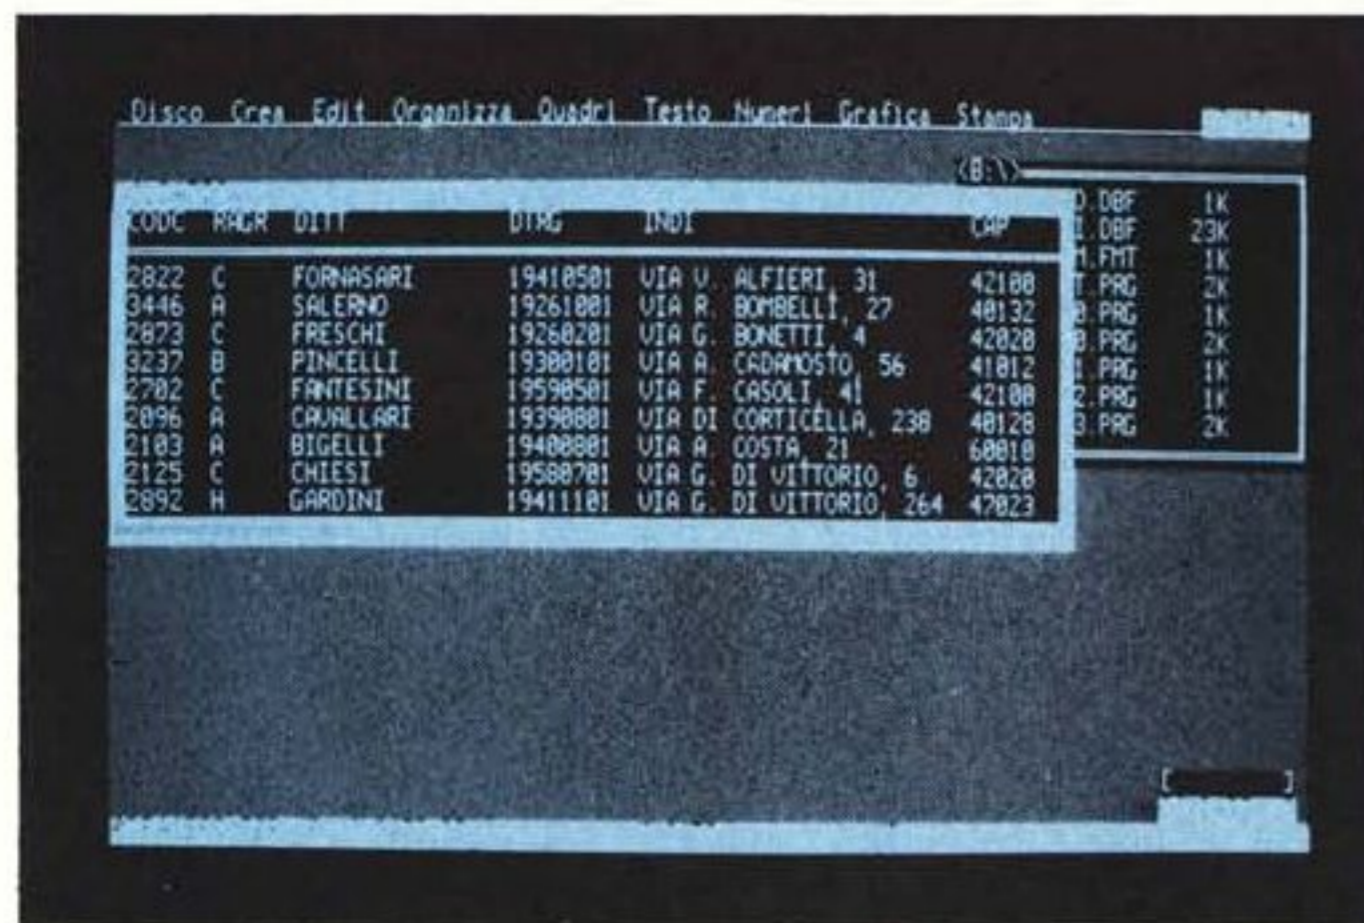 Disco Crea Edit Organizza Quadri Testo Numeri Grafica Stampa
<B:\>
CODC RAGR DITT DTRG INDI CAP
2822 C FORNASARI 19410501 VIA V. ALFIERI, 31 42100
3446 A SALERNO 19261001 VIA R. BOMBELLI, 27 40132
2873 C FRESCHI 19260201 VIA G. BONETTI, 4 42020
3237 B PINCELLI 19300101 VIA A. CADAMOSTO, 56 41012
2702 C FANTESINI 19590501 VIA F. CASOLI, 41 42100
2096 A CAVALLARI 19390801 VIA DI CORTICELLA, 238 40128
2103 A BIGELLI 19400801 VIA A COSTA, 21 60010
2125 C CHIESI 19580701 VIA G. DI VITTORIO, 6 42020
2892 H GARDINI 19411101 VIA G. DI VITTORIO, 264 47023
O.DBF 1K
I.DBF 23K
M.FMT 1K
T.PRG 2K
0.PRG 1K
0.PRG 2K
1.PRG 1K
2.PRG 1K
3.PRG 2K